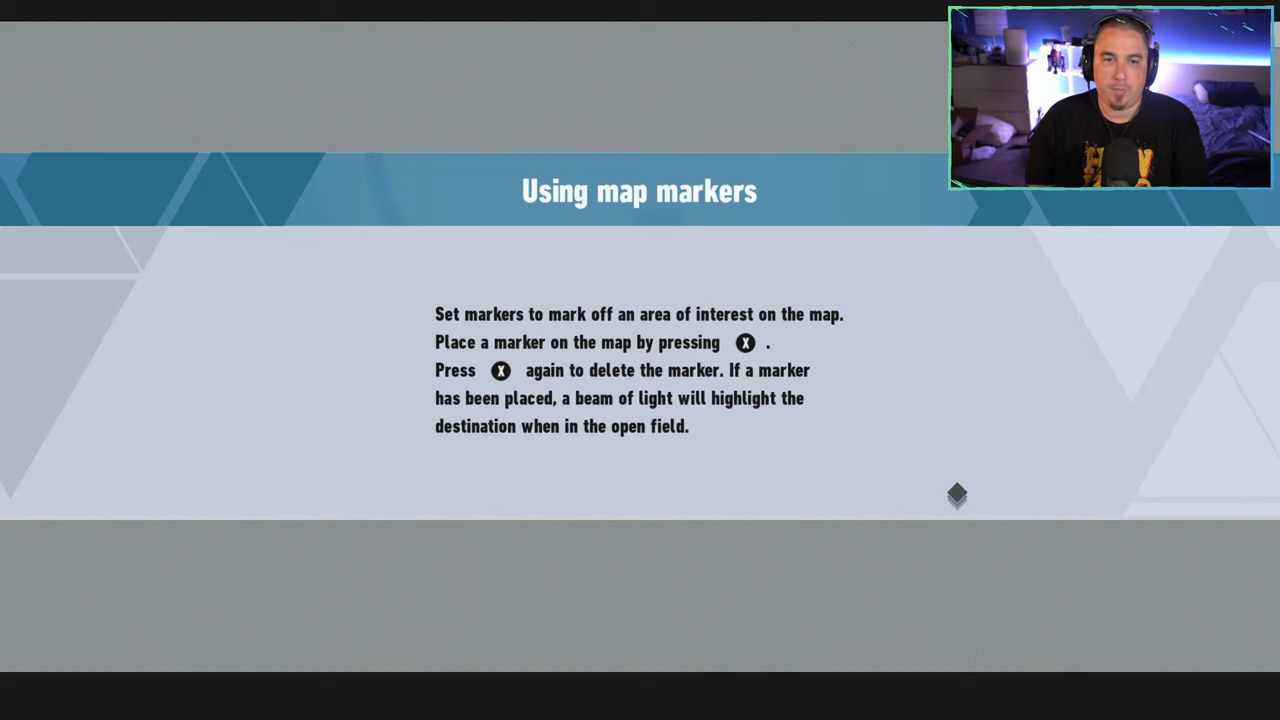 Using map markers
Set markers to mark off an area of interest on the map.
Place a marker on the map by pressing X .
Press X again to delete the marker. If a marker
has been placed, a beam of light will highlight the
destination when in the open field.